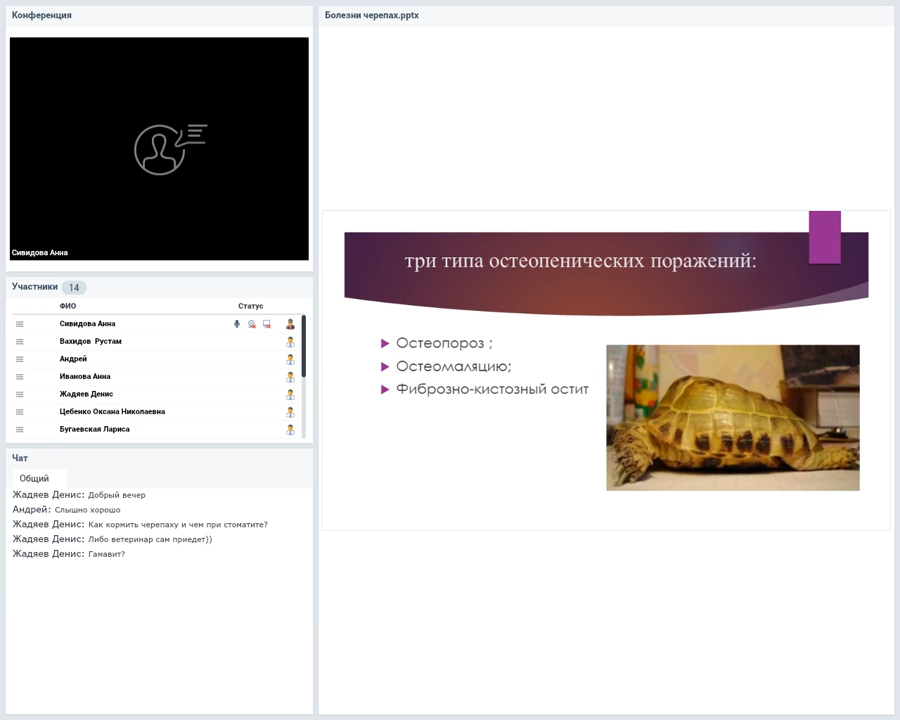 Конференция
Сивидова Анна
Участники 14
ФИО Статус
Сивидова Анна
Вахидов Рустам
Андрей
Иванова Анна
Жадяев Денис
Цебенко Оксана Николаевна
Бугаевская Лариса
Чат
Общий
Жадяев Денис: Добрый вечер
Андрей: Слышно хорошо
Жадяев Денис: Как кормить черепаху и чем при стоматите?
Жадяев Денис: Либо ветеринар сам приедет))
Жадяев Денис: Гамавит?
Болезни черепах.pptx
три типа остеопенических поражений:
Остеопороз ;
Остеомаляцию;
Фиброзно-кистозный остит